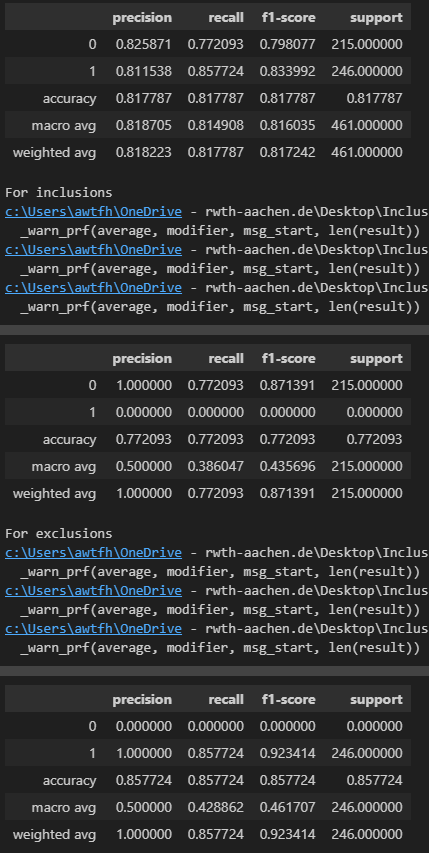 precision recall f1-score support
0 0.825871 0.772093 0.798077 215.000000
1 0.811538 0.857724 0.833992 246.000000
accuracy 0.817787 0.817787 0.817787 0.817787
macro avg 0.818705 0.814908 0.816035 461.000000
weighted avg 0.818223 0.817787 0.817242 461.000000
For inclusions
c:\Users\awtfh\OneDrive - rwth-aachen.de\Desktop\Inclus
_warn_prf(average, modifier, msg_start, len(result))
c:\Users\awtfh\OneDrive - rwth-aachen.de\Desktop\Inclus
_warn_prf(average, modifier, msg_start, len(result))
c:\Users\awtfh\OneDrive - rwth-aachen.de\Desktop\Inclus
_warn_prf(average, modifier, msg_start, len(result))
precision recall f1-score support
0 1.000000 0.772093 0.871391 215.000000
1 0.000000 0.000000 0.000000 0.000000
accuracy 0.772093 0.772093 0.772093 0.772093
macro avg 0.500000 0.386047 0.435696 215.000000
weighted avg 1.000000 0.772093 0.871391 215.000000
For exclusions
c:\Users\awtfh\OneDrive - rwth-aachen.de\Desktop\Inclus
_warn_prf(average, modifier, msg_start, len(result))
c:\Users\awtfh\OneDrive - rwth-aachen.de\Desktop\Inclus
_warn_prf(average, modifier, msg_start, len(result))
c:\Users\awtfh\OneDrive - rwth-aachen.de\Desktop\Inclus
_warn_prf(average, modifier, msg_start, len(result))
precision recall f1-score support
0 0.000000 0.000000 0.000000 0.000000
1 1.000000 0.857724 0.923414 246.000000
accuracy 0.857724 0.857724 0.857724 0.857724
macro avg 0.500000 0.428862 0.461707 246.000000
weighted avg 1.000000 0.857724 0.923414 246.000000